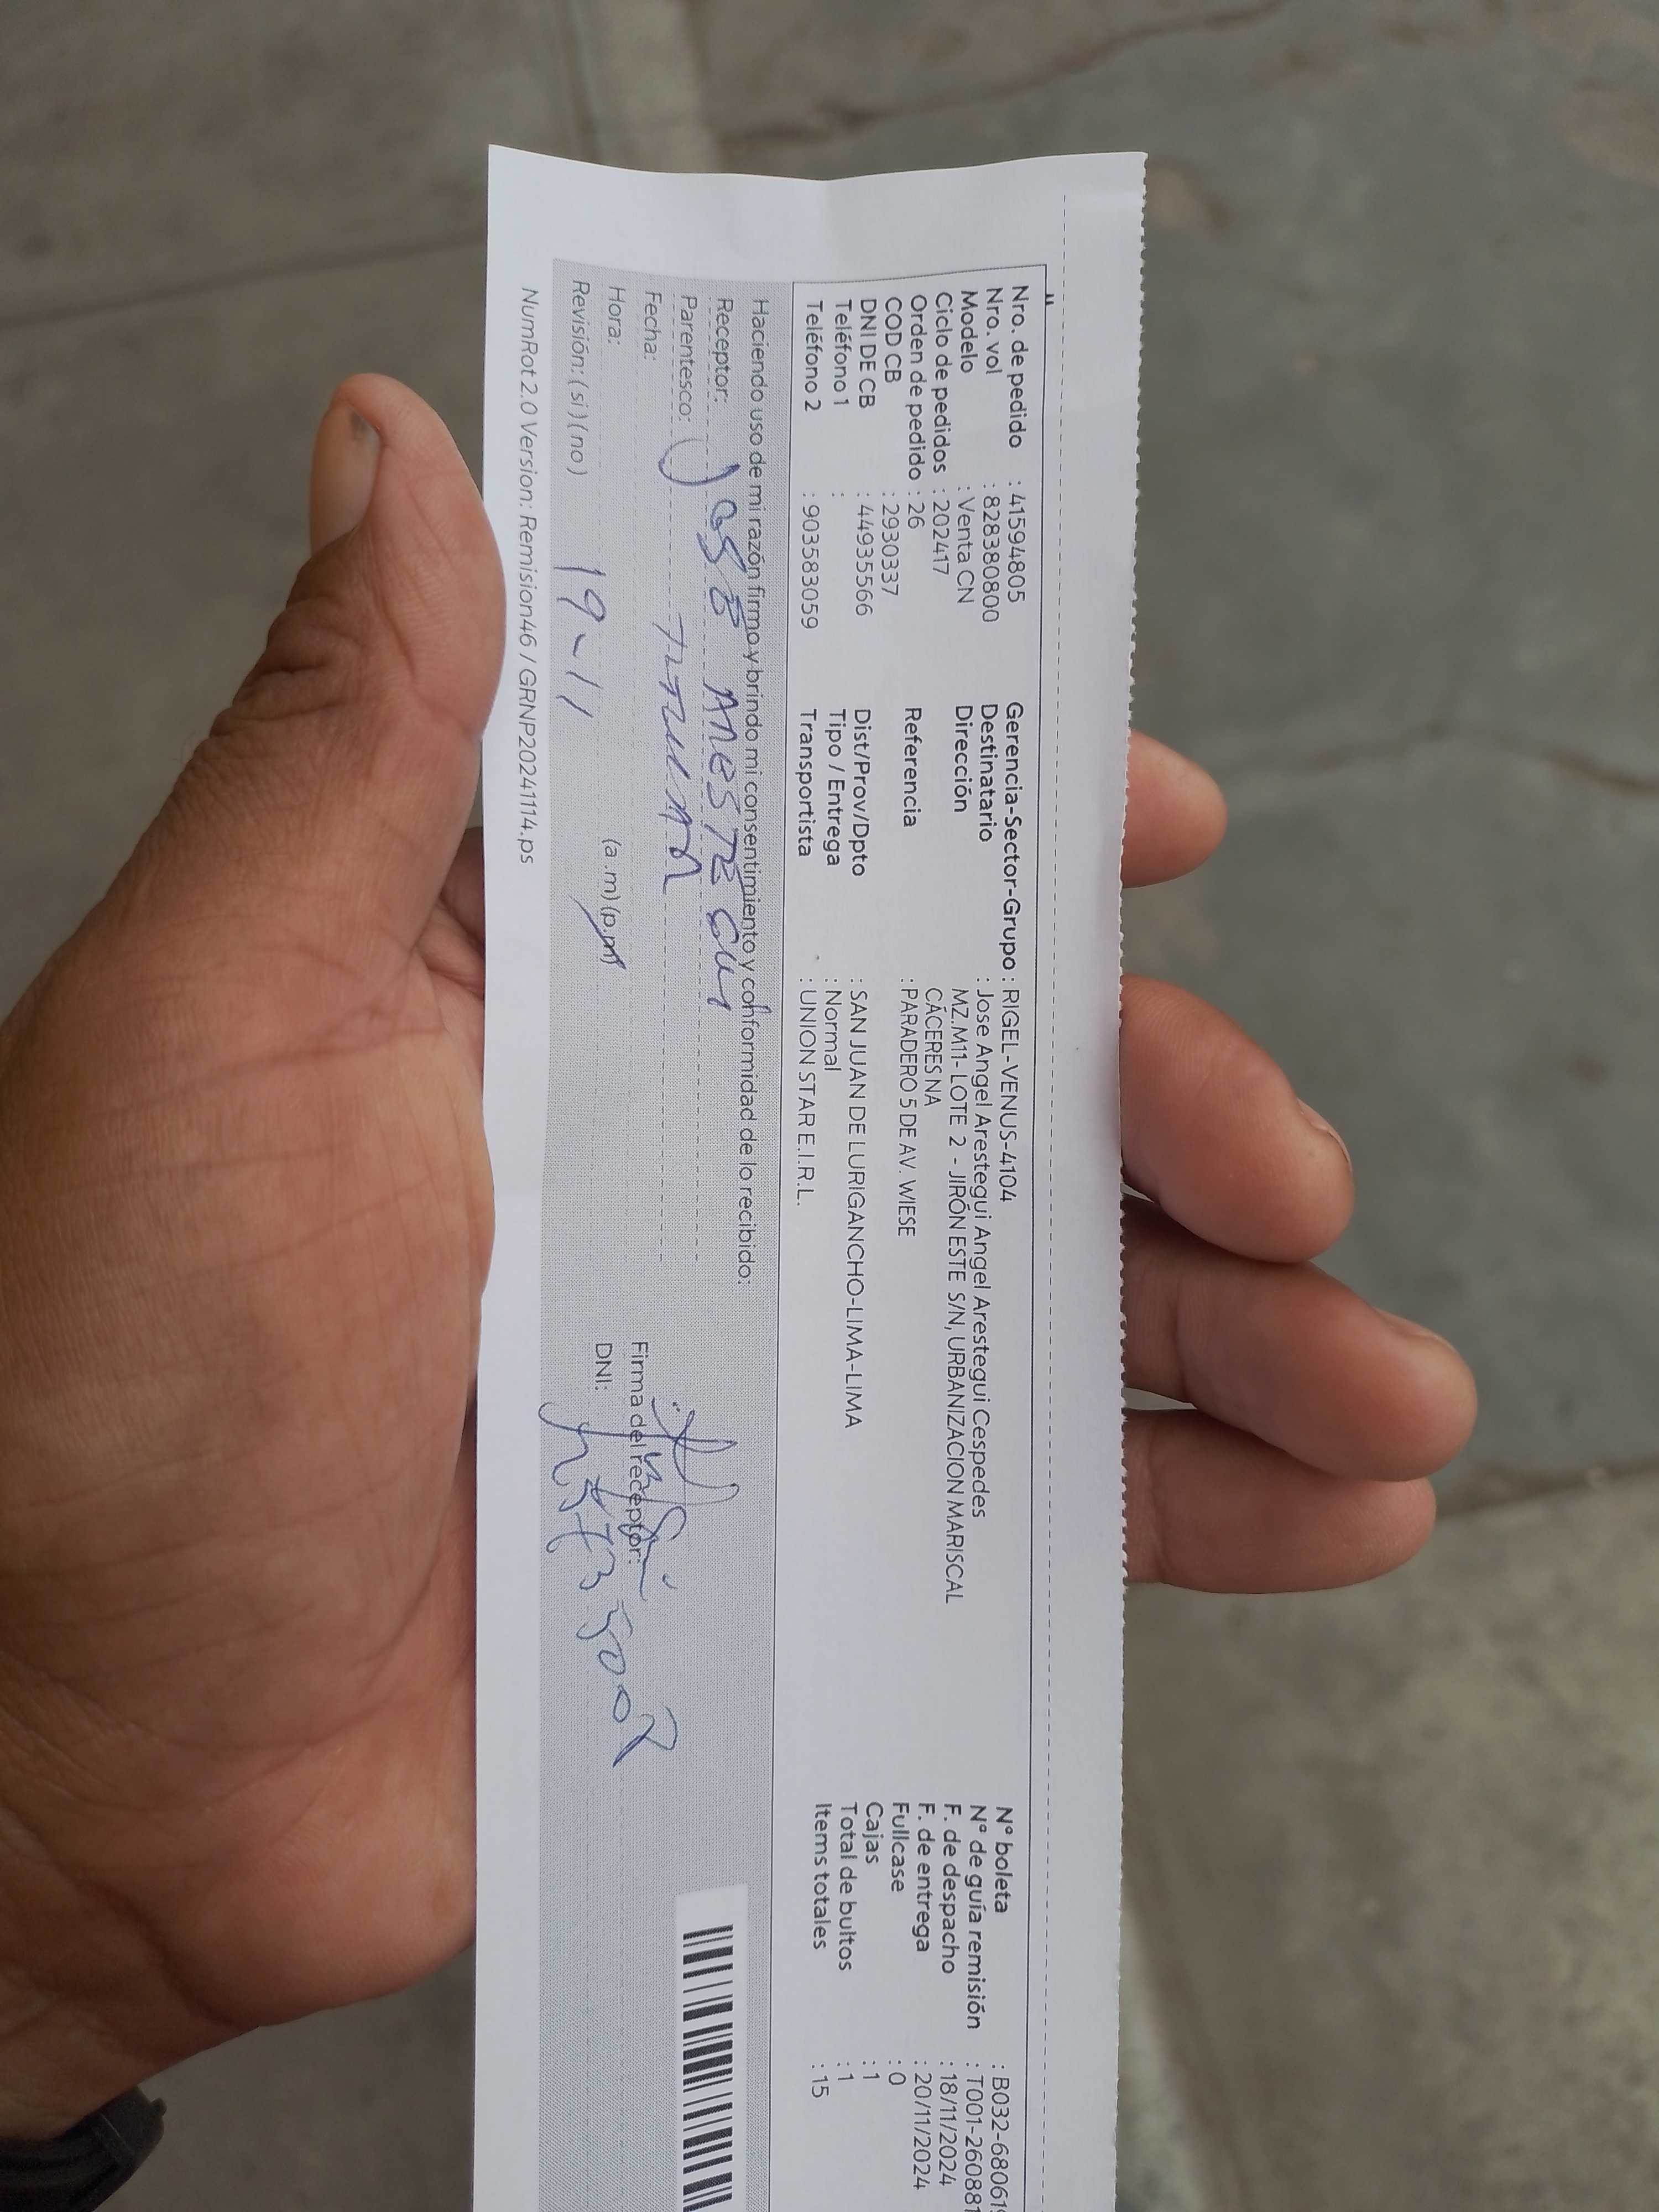 Nro. de pedido : 41594805
Nro. vol : 828380800
Modelo : Venta CN
Ciclo de pedidos : 202417
Orden de pedido : 26
COD CB : 2930337
DNI DE CB : 44935566
Teléfono 1 :
Teléfono 2 : 903583059
Gerencia-Sector-Grupo : RIGEL-VENUS-4104
Destinatario : Jose Angel Arestegui Angel Arestegui Cespedes
Dirección MZ.M11- LOTE 2 - JIRÓN ESTE S/N, URBANIZACION MARISCAL
CÁCERES NA
Referencia : PARADERO 5 DE AV. WIESE
Dist/Prov/Dpto : SAN JUAN DE LURIGANCHO-LIMA-LIMA
Tipo / Entrega : Normal
Transportista : UNION STAR E.I.R.L.
N° boleta : B032-68061
N° de guía remisión : T001-260881
F. de despacho : 18/11/2024
F. de entrega : 20/11/2024
Fullcase : 0
Cajas : 1
Total de bultos : 1
Items totales : 15
Haciendo uso de mi razón firmo y brindo mi consentimiento y conformidad de lo recibido:
Receptor: Jose Arestegui
Parentesco: Titular
Fecha:
Hora: 19-11 (a.m) (p.m)
Revisión: (si) (no)
Firma del receptor:
DNI:
NumRot 2.0 Version: Remision46 / GRNP20241114.ps